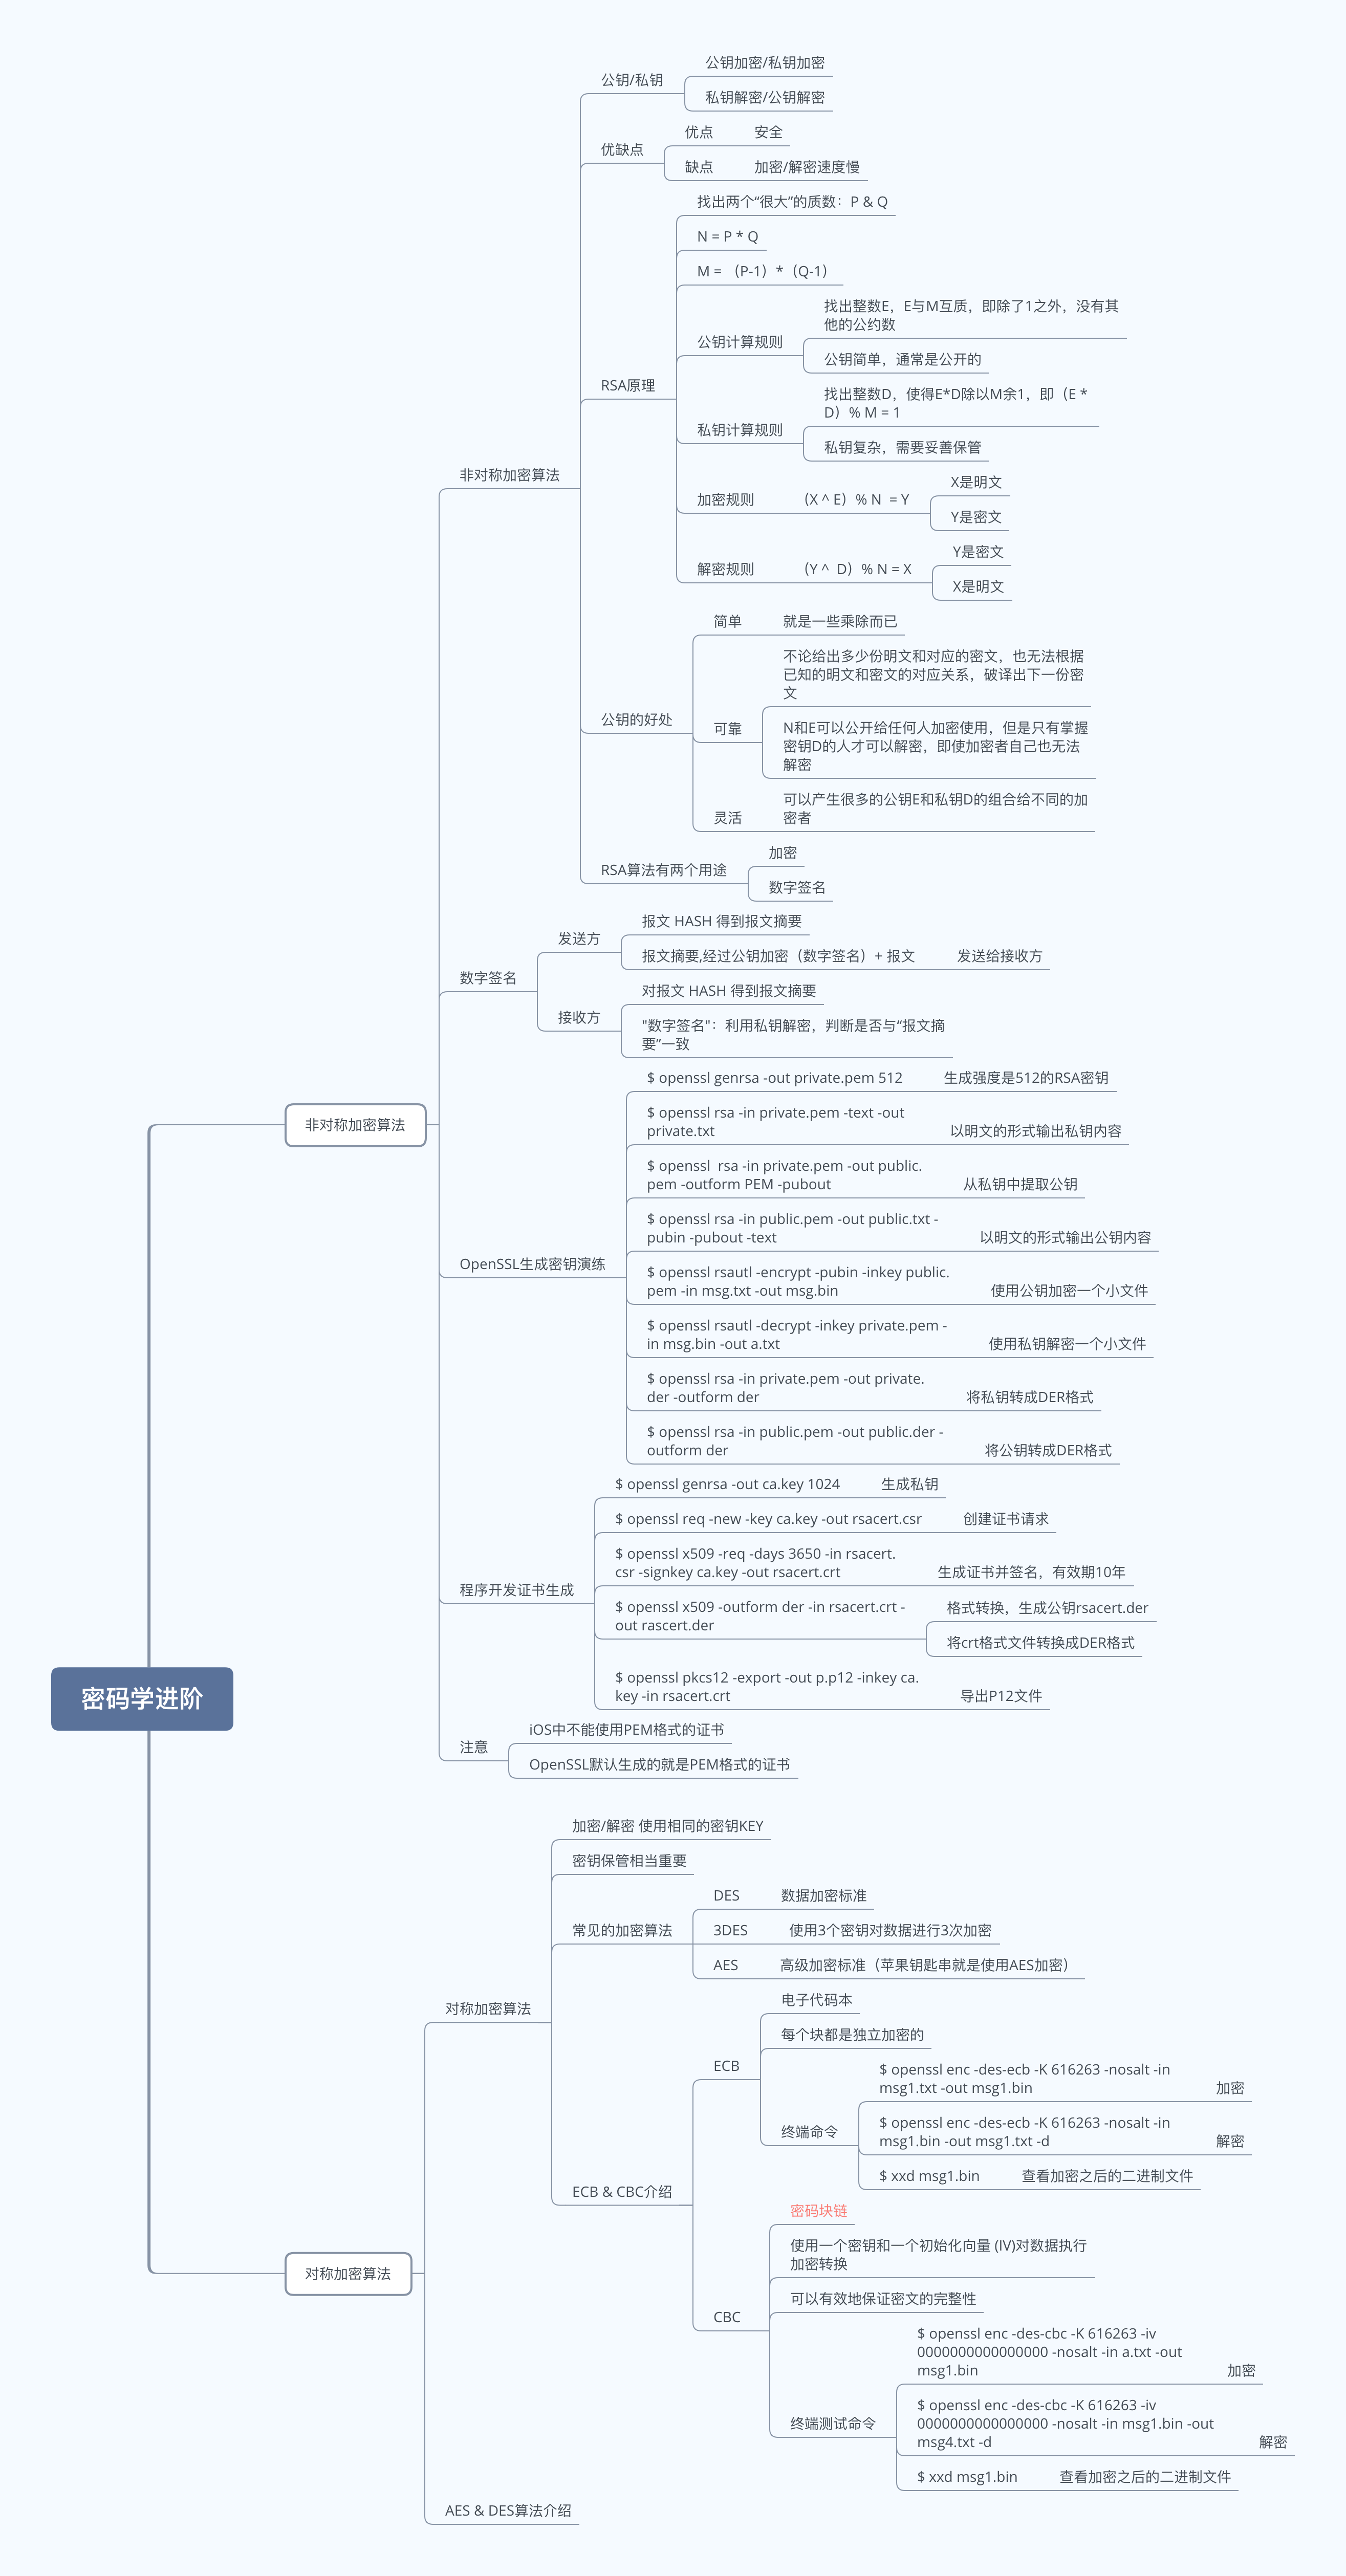 密码学进阶
非对称加密算法
非对称加密算法
公钥/私钥
公钥加密/私钥加密
私钥解密/公钥解密
优缺点
优点
安全
缺点
加密/解密速度慢
RSA原理
找出两个“很大”的质数：P & Q
N = P * Q
M = （P-1）*（Q-1）
公钥计算规则
找出整数E，E与M互质，即除了1之外，没有其
他的公约数
公钥简单，通常是公开的
私钥计算规则
找出整数D，使得E*D除以M余1，即（E *
D）% M = 1
私钥复杂，需要妥善保管
加密规则
（X ^ E）% N  = Y
X是明文
Y是密文
解密规则
（Y ^  D）% N = X
Y是密文
X是明文
公钥的好处
简单
就是一些乘除而已
可靠
不论给出多少份明文和对应的密文，也无法根据
已知的明文和密文的对应关系，破译出下一份密
文
N和E可以公开给任何人加密使用，但是只有掌握
密钥D的人才可以解密，即使加密者自己也无法
解密
灵活
可以产生很多的公钥E和私钥D的组合给不同的加
密者
RSA算法有两个用途
加密
数字签名
数字签名
发送方
报文 HASH 得到报文摘要
报文摘要,经过公钥加密（数字签名）+ 报文
发送给接收方
接收方
对报文 HASH 得到报文摘要
"数字签名"：利用私钥解密，判断是否与“报文摘
要”一致
OpenSSL生成密钥演练
$ openssl genrsa -out private.pem 512
生成强度是512的RSA密钥
$ openssl rsa -in private.pem -text -out
private.txt
以明文的形式输出私钥内容
$ openssl  rsa -in private.pem -out public.
pem -outform PEM -pubout
从私钥中提取公钥
$ openssl rsa -in public.pem -out public.txt -
pubin -pubout -text
以明文的形式输出公钥内容
$ openssl rsautl -encrypt -pubin -inkey public.
pem -in msg.txt -out msg.bin
使用公钥加密一个小文件
$ openssl rsautl -decrypt -inkey private.pem -
in msg.bin -out a.txt
使用私钥解密一个小文件
$ openssl rsa -in private.pem -out private.
der -outform der
将私钥转成DER格式
$ openssl rsa -in public.pem -out public.der -
outform der
将公钥转成DER格式
程序开发证书生成
$ openssl genrsa -out ca.key 1024
生成私钥
$ openssl req -new -key ca.key -out rsacert.csr
创建证书请求
$ openssl x509 -req -days 3650 -in rsacert.
csr -signkey ca.key -out rsacert.crt
生成证书并签名，有效期10年
$ openssl x509 -outform der -in rsacert.crt -
out rascert.der
格式转换，生成公钥rsacert.der
将crt格式文件转换成DER格式
$ openssl pkcs12 -export -out p.p12 -inkey ca.
key -in rsacert.crt
导出P12文件
注意
iOS中不能使用PEM格式的证书
OpenSSL默认生成的就是PEM格式的证书
对称加密算法
对称加密算法
加密/解密 使用相同的密钥KEY
密钥保管相当重要
常见的加密算法
DES
数据加密标准
3DES
使用3个密钥对数据进行3次加密
AES
高级加密标准（苹果钥匙串就是使用AES加密）
ECB & CBC介绍
ECB
电子代码本
每个块都是独立加密的
终端命令
$ openssl enc -des-ecb -K 616263 -nosalt -in
msg1.txt -out msg1.bin
加密
$ openssl enc -des-ecb -K 616263 -nosalt -in
msg1.bin -out msg1.txt -d
解密
$ xxd msg1.bin
查看加密之后的二进制文件
CBC
密码块链
使用一个密钥和一个初始化向量 (IV)对数据执行
加密转换
可以有效地保证密文的完整性
终端测试命令
$ openssl enc -des-cbc -K 616263 -iv
0000000000000000 -nosalt -in a.txt -out
msg1.bin
加密
$ openssl enc -des-cbc -K 616263 -iv
0000000000000000 -nosalt -in msg1.bin -out
msg4.txt -d
解密
$ xxd msg1.bin
查看加密之后的二进制文件
AES & DES算法介绍